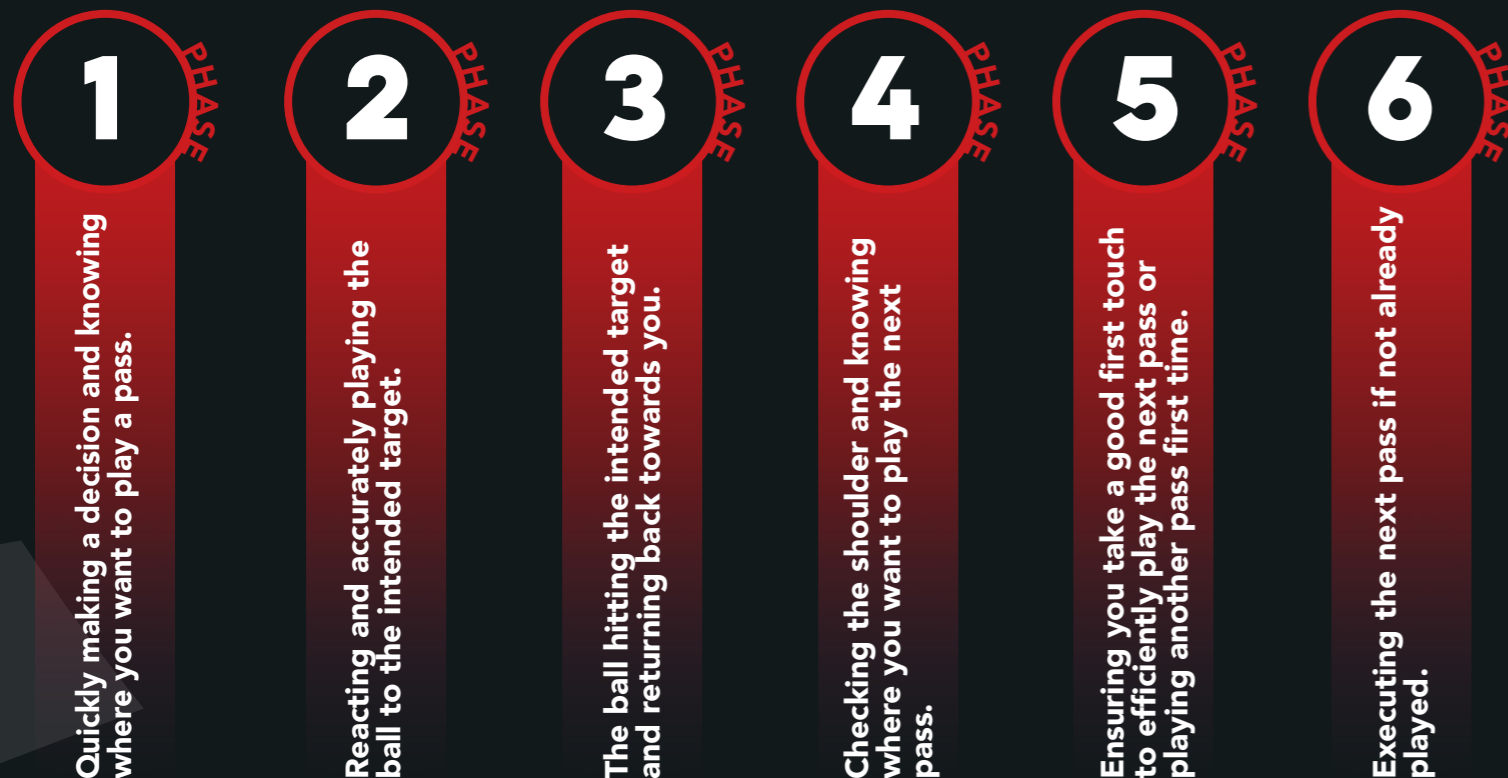 1
PHASE
Quickly making a decision and knowing
where you want to play a pass.
2
PHASE
Reacting and accurately playing the
ball to the intended target.
3
PHASE
The ball hitting the intended target
and returning back towards you.
4
PHASE
Checking the shoulder and knowing
where you want to play the next
pass.
5
PHASE
Ensuring you take a good first touch
to efficiently play the next pass or
playing another pass first time.
6
PHASE
Executing the next pass if not already
played.